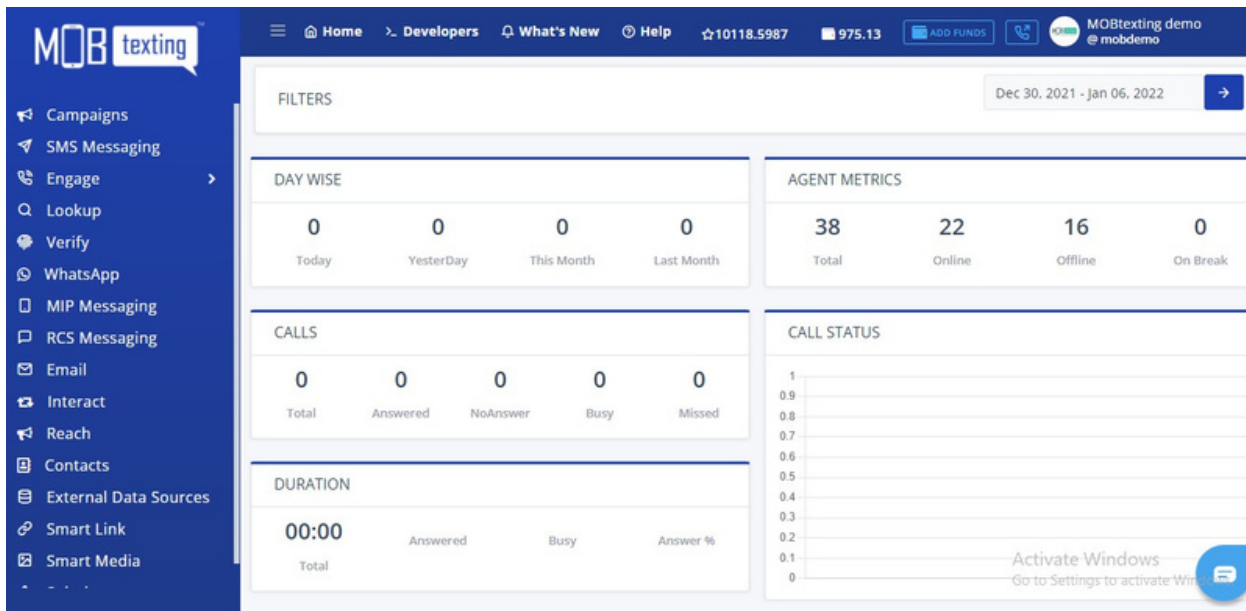 MOB texting
Home Developers What's New Help 10118.5987 975.13 ADD FUNDS MOBtexting demo
@ mobdemo
Campaigns
SMS Messaging
Engage
Lookup
Verify
WhatsApp
MIP Messaging
RCS Messaging
Email
Interact
Reach
Contacts
External Data Sources
Smart Link
Smart Media
FILTERS
Dec 30, 2021 - Jan 06, 2022
DAY WISE
0 0 0 0
Today YesterDay This Month Last Month
AGENT METRICS
38 22 16 0
Total Online Offline On Break
CALLS
0 0 0 0 0
Total Answered NoAnswer Busy Missed
DURATION
00:00 Answered Busy Answer %
Total
CALL STATUS
1
0.9
0.8
0.7
0.6
0.5
0.4
0.3
0.2
0.1
0
Activate Windows
Go to Settings to activate